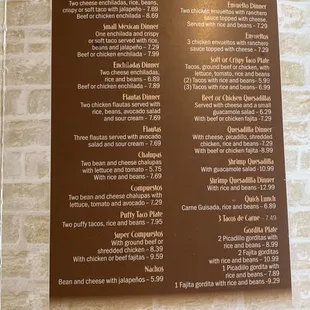 Two cheese enchiladas, rice, beans,
crispy or soft taco with jalapeño - 7.89
Beef or chicken enchilada - 8.69
Small Mexican Dinner
One enchilada and crispy
or soft taco served with rice,
beans and jalapeño - 7.29
Beef or chicken enchilada - 7.99
Enchiladas Dinner
Two cheese enchiladas,
rice and beans - 6.89
Beef or chicken enchiladas - 7.89
Flautas Dinner
Two chicken flautas served with
rice, beans, avocado salad
and sour cream - 7.69
Flautas
Three flautas served with avocado
salad and sour cream - 7.69
Chalupas
Two bean and cheese chalupas
with lettuce and tomato - 5.75
With rice and beans - 7.69
Compuestos
Two bean and cheese chalupas with
lettuce, tomato and avocado - 7.29
Puffy Taco Plate
Two puffy tacos, rice and beans - 7.95
Super Compuestos
With ground beef or
shredded chicken - 8.39
With chicken or beef fajitas - 9.59
Nachos
Bean and cheese with jalapeños - 5.99
Envuelto Dinner
Two chicken envueltos with ranchero
sauce topped with cheese
Served with rice and beans - 7.29
Envueltos
3 chicken envueltos with ranchero
sauce topped with cheese - 7.29
Soft or Crispy Taco Plate
Tacos, ground beef or chicken, with
lettuce, tomato, rice and beans
(2) Tacos with rice and beans - 5.99
(3) Tacos with rice and beans - 6.99
Beef or Chicken Quesadillas
Served with cheese and a small
guacamole salad -
With beef or chicken fajita -
Quesadilla Dinner
With cheese, picadillo, shredded
chicken, rice and beans - 7.29
With beef or chicken fajita - 8.99
Shrimp Quesadilla
With guacamole salad - 10.99
Shrimp Quesadilla Dinner
With rice and beans - 12.99
Quick Lunch
Carne Guisada, rice and beans - 6.89
3 Tacos de Carne - 7.49
Gordita Plate
2 Picadillo gorditas with
rice and beans - 8.99
2 Fajita gorditas
with rice and beans - 10.99
1 Picadillo gordita with
rice and beans - 7.89
1 Fajita gordita with rice and beans - 9.29